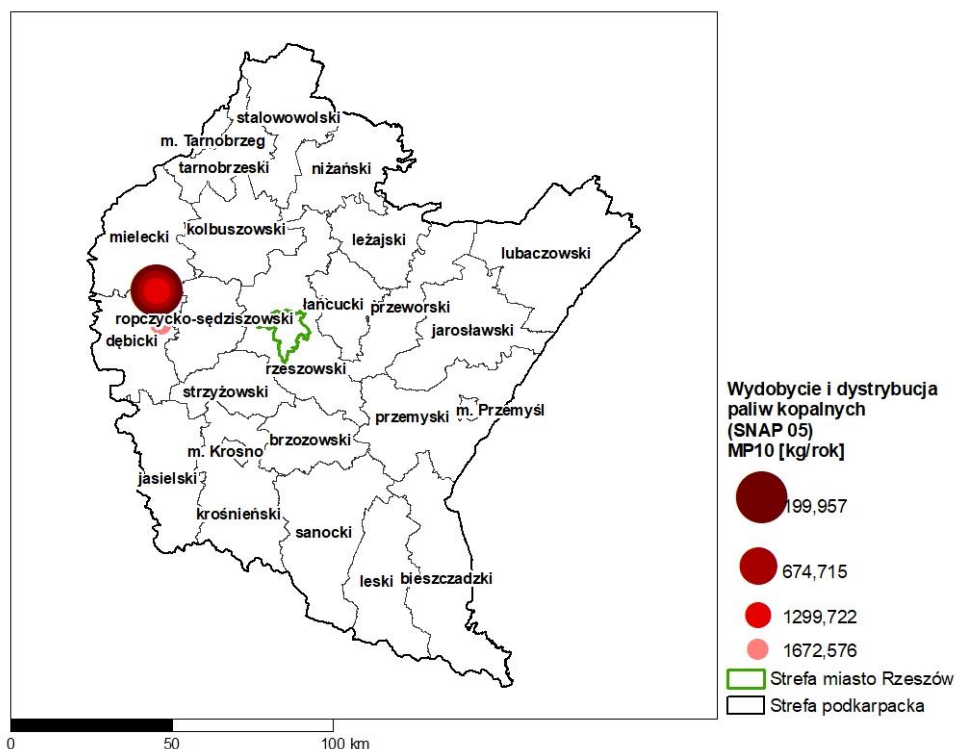 stalowowolski
m. Tarnobrzeg
tarnobrzeski
niżański
kolbuszowski
mielecki
leżajski
lubaczowski
łańcucki
przeworski
ropczycko-sędziszowski
jarosławski
dębicki
rzeszowski
strzyżowski
przemyski
m. Przemyśl
brzozowski
m. Krosno
jasielski
krośnieński
sanocki
leski
bieszczadzki
Wydobycie i dystrybucja
paliw kopalnych
(SNAP 05)
MP10 [kg/rok]
199,957
674,715
1299,722
1672,576
Strefa miasto Rzeszów
Strefa podkarpacka
0 50 100 km